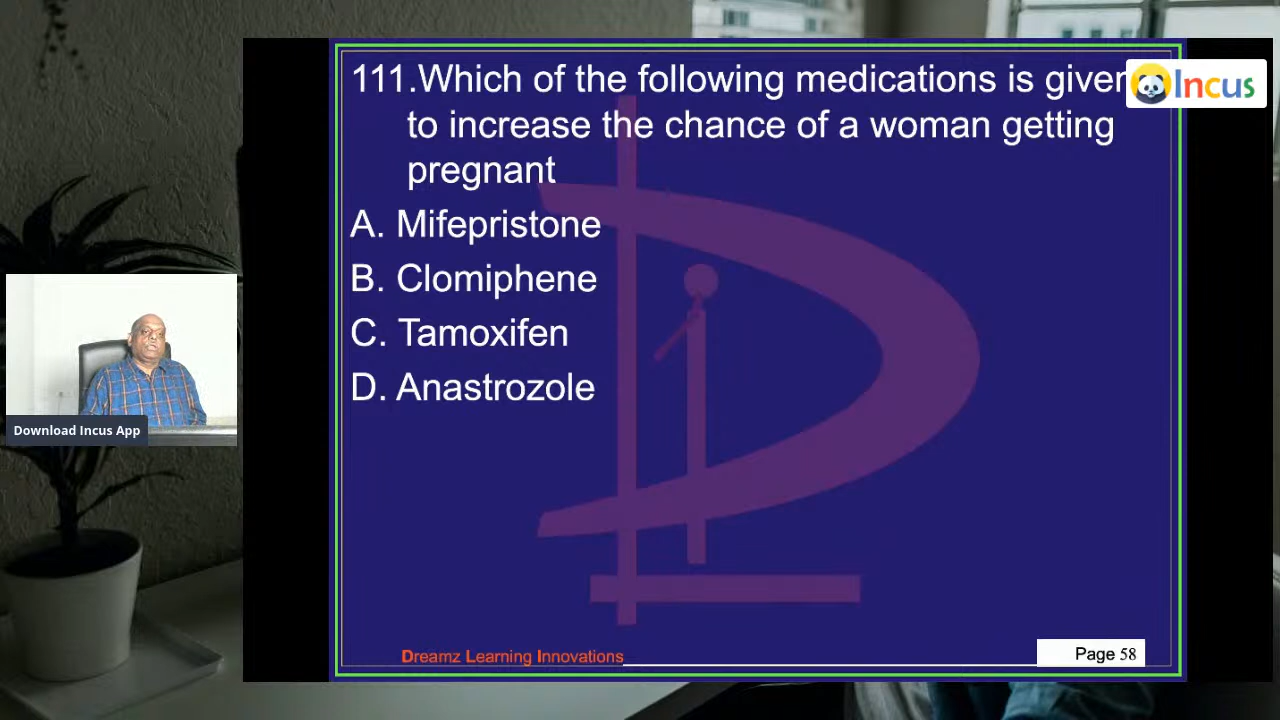 111.Which of the following medications is given
to increase the chance of a woman getting
pregnant
A. Mifepristone
B. Clomiphene
C. Tamoxifen
D. Anastrozole
Incus
Download Incus App
Dreamz Learning Innovations
Page 58